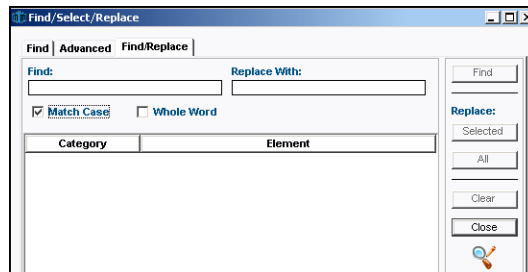 Find/Select/Replace
Find Advanced Find/Replace
Find: Replace With:
Match Case Whole Word
Category Element
Find
Replace:
Selected
All
Clear
Close